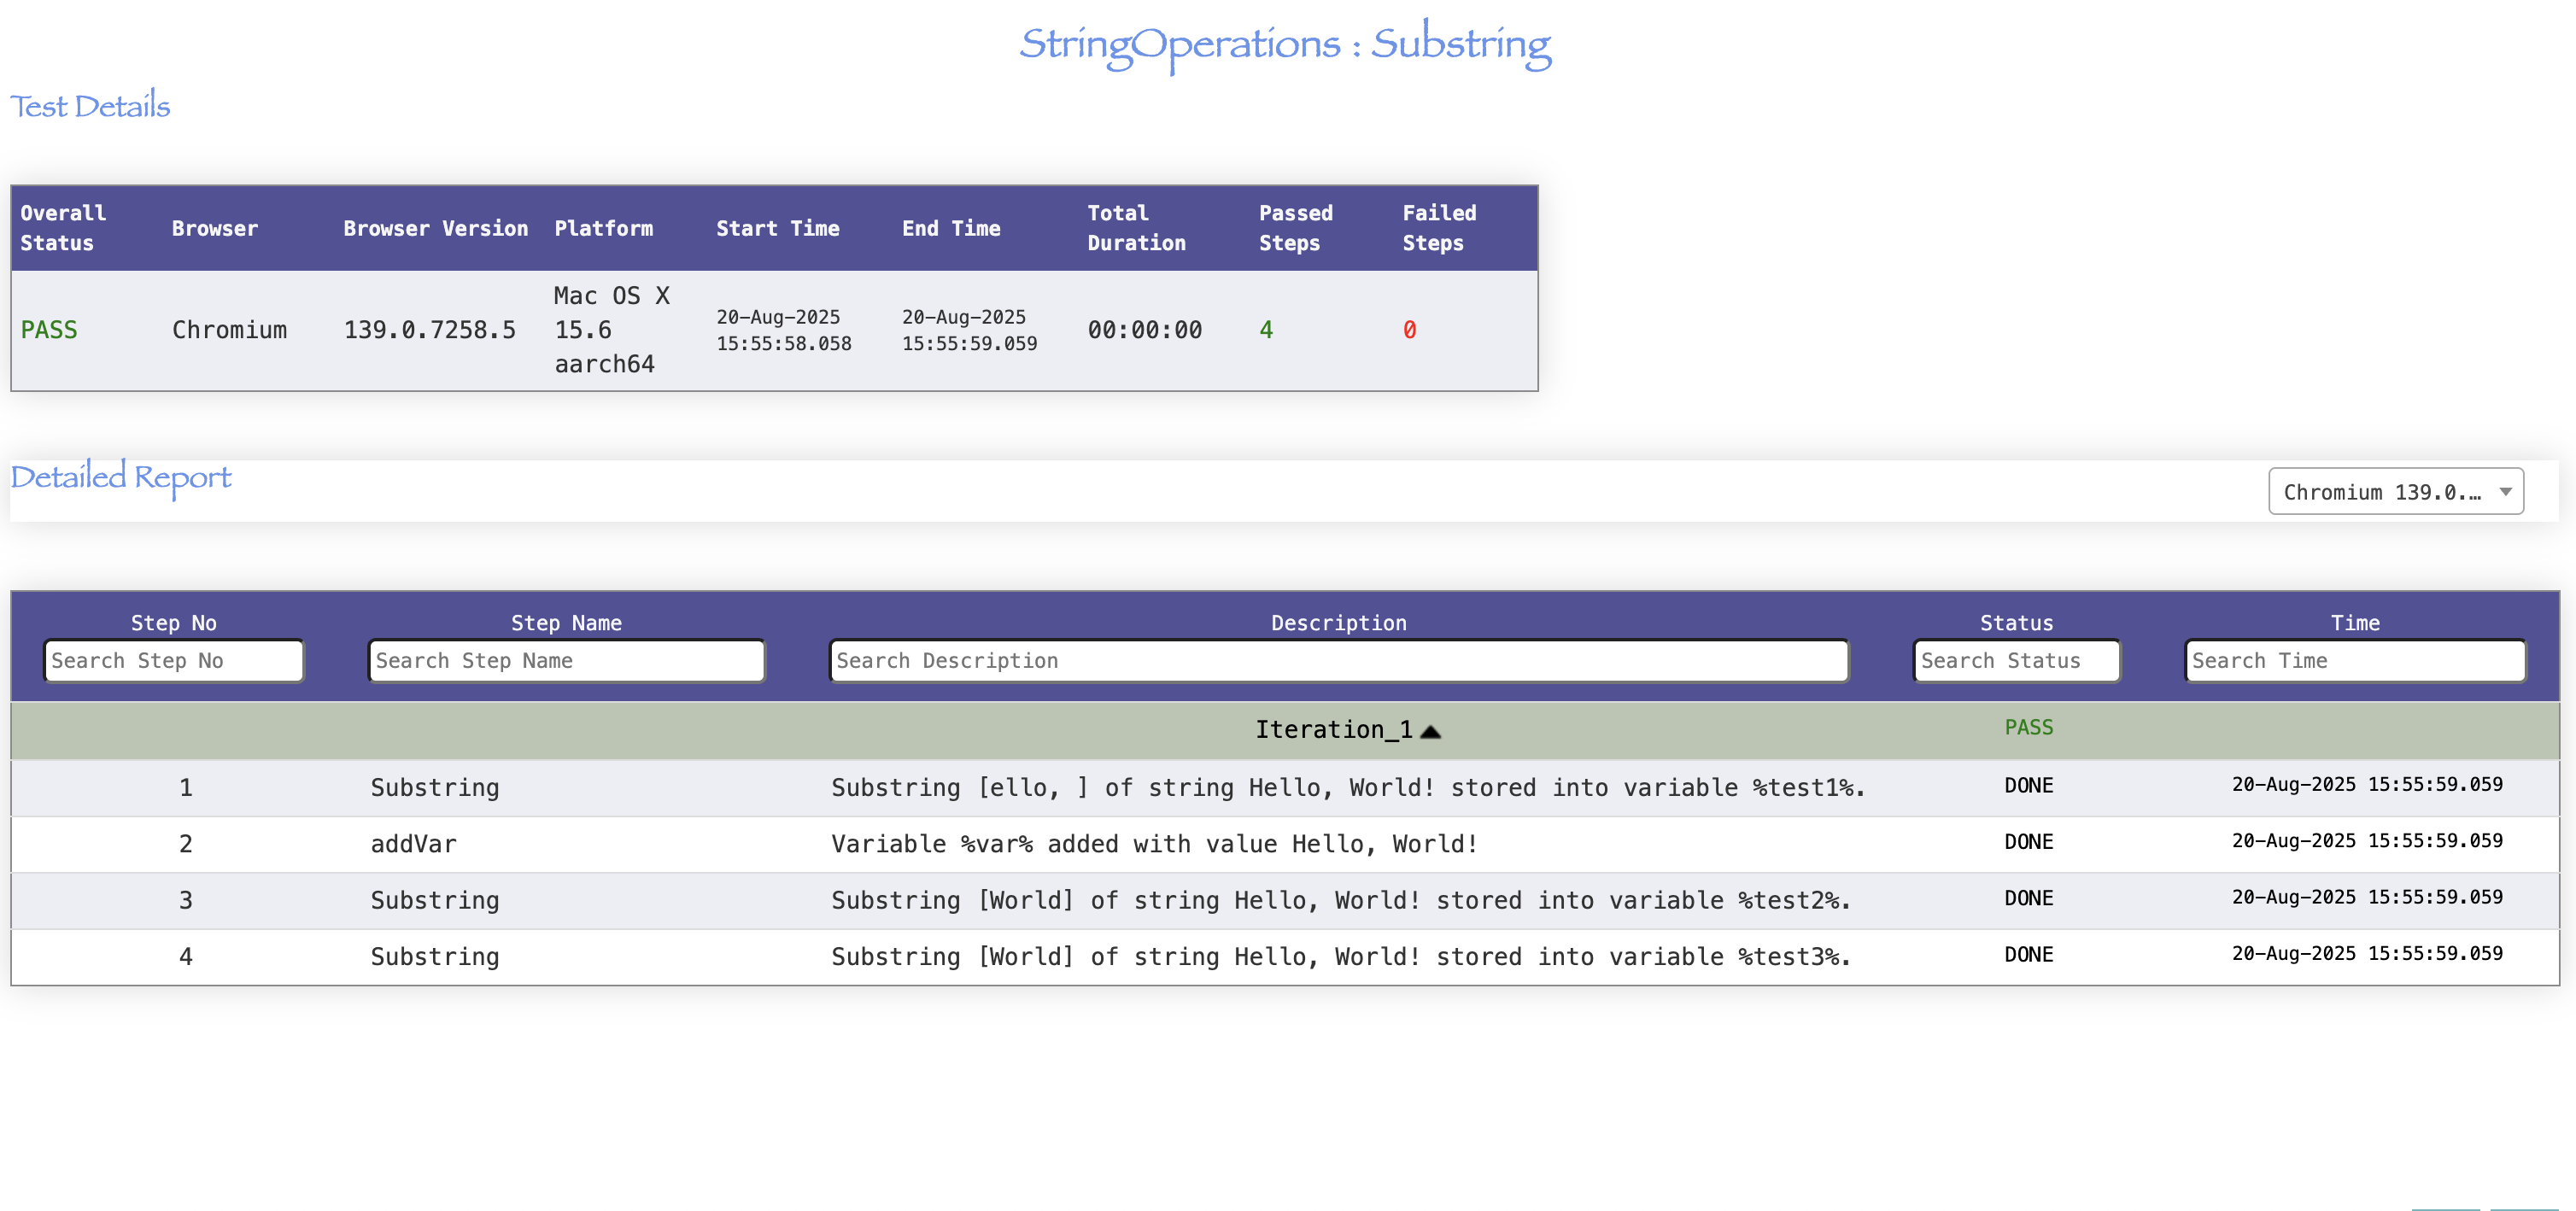 StringOperations : Substring
Test Details
Overall Status Browser Browser Version Platform Start Time End Time Total Duration Passed Steps Failed Steps
PASS Chromium 139.0.7258.5 Mac OS X 15.6 aarch64 20-Aug-2025 15:55:58.058 20-Aug-2025 15:55:59.059 00:00:00 4 0
Detailed Report
Chromium 139.0....
Step No Step Name Description Status Time
Search Step No Search Step Name Search Description Search Status Search Time
Iteration_1 PASS
1 Substring Substring [ello, ] of string Hello, World! stored into variable %test1%. DONE 20-Aug-2025 15:55:59.059
2 addVar Variable %var% added with value Hello, World! DONE 20-Aug-2025 15:55:59.059
3 Substring Substring [World] of string Hello, World! stored into variable %test2%. DONE 20-Aug-2025 15:55:59.059
4 Substring Substring [World] of string Hello, World! stored into variable %test3%. DONE 20-Aug-2025 15:55:59.059